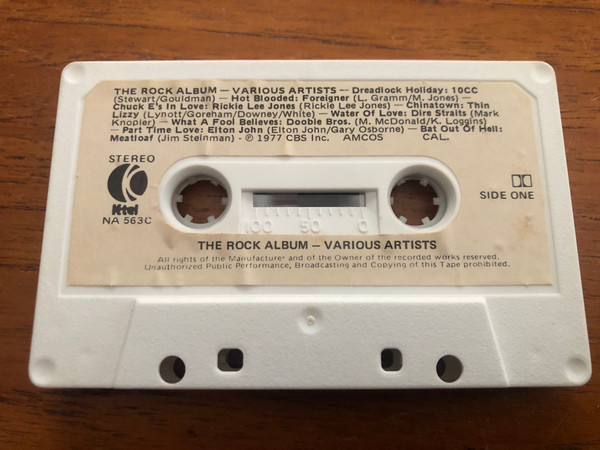 THE ROCK ALBUM — VARIOUS ARTISTS — Dreadlock Holiday: 10CC
(Stewart/Gouldman) — Hot Blooded: Foreigner — (L. Gramm/M. Jones) —
Chuck E's In Love: Rickie Lee Jones (Rickie Lee Jones) — Chinatown: Thin
Lizzy (Lynott/Goreham/Downey/White) — Water Of Love: Dire Straits (Mark
Knopler) — What A Fool Believes: Doobie Bros. (M. McDonald/K. Loggins)
— Part Time Love: Elton John (Elton John/Gary Osborne) — Bat Out Of Hell:
Meatloaf (Jim Steinman) - ℗ 1977 CBS Inc. AMCOS CAL.
STEREO
K-tel
NA 563C
SIDE ONE
100 50 0
THE ROCK ALBUM — VARIOUS ARTISTS
All rights of the Manufacturer and of the Owner of the recorded works reserved.
Unauthorized Public Performance, Broadcasting and Copying of this Tape prohibited.